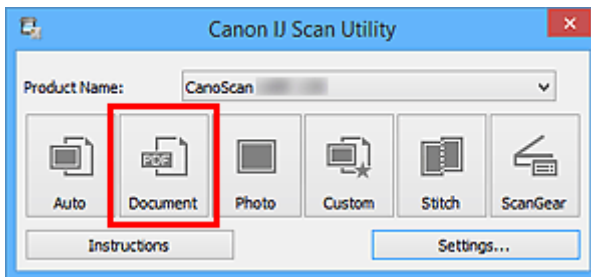 Canon IJ Scan Utility
Product Name: CanoScan
PDF
Auto Document Photo Custom Stitch ScanGear
Instructions Settings...